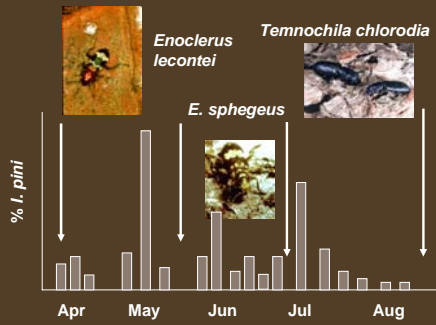 Enoclerus
lecontei
Temnochila chlorodia
E. sphegeus
% I. pini
Apr May Jun Jul Aug